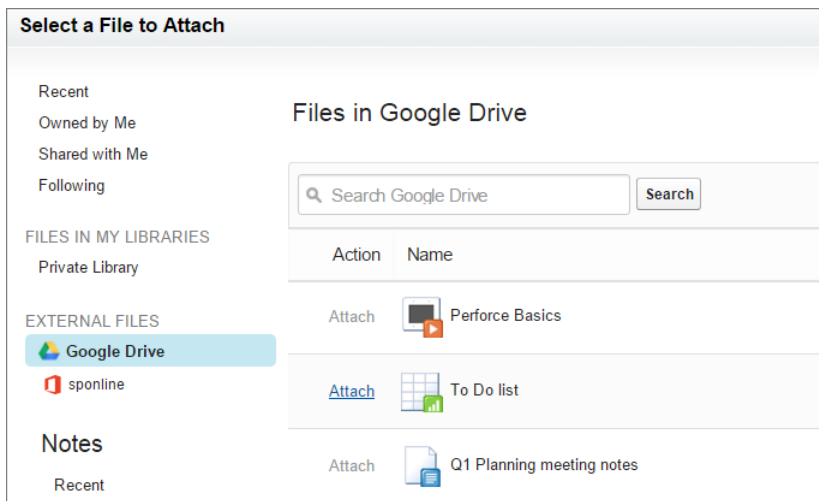 Select a File to Attach
Recent
Owned by Me
Shared with Me
Following
FILES IN MY LIBRARIES
Private Library
EXTERNAL FILES
Google Drive
sponline
Notes
Recent
Files in Google Drive
Search Google Drive Search
Action Name
Attach Perforce Basics
Attach To Do list
Attach Q1 Planning meeting notes